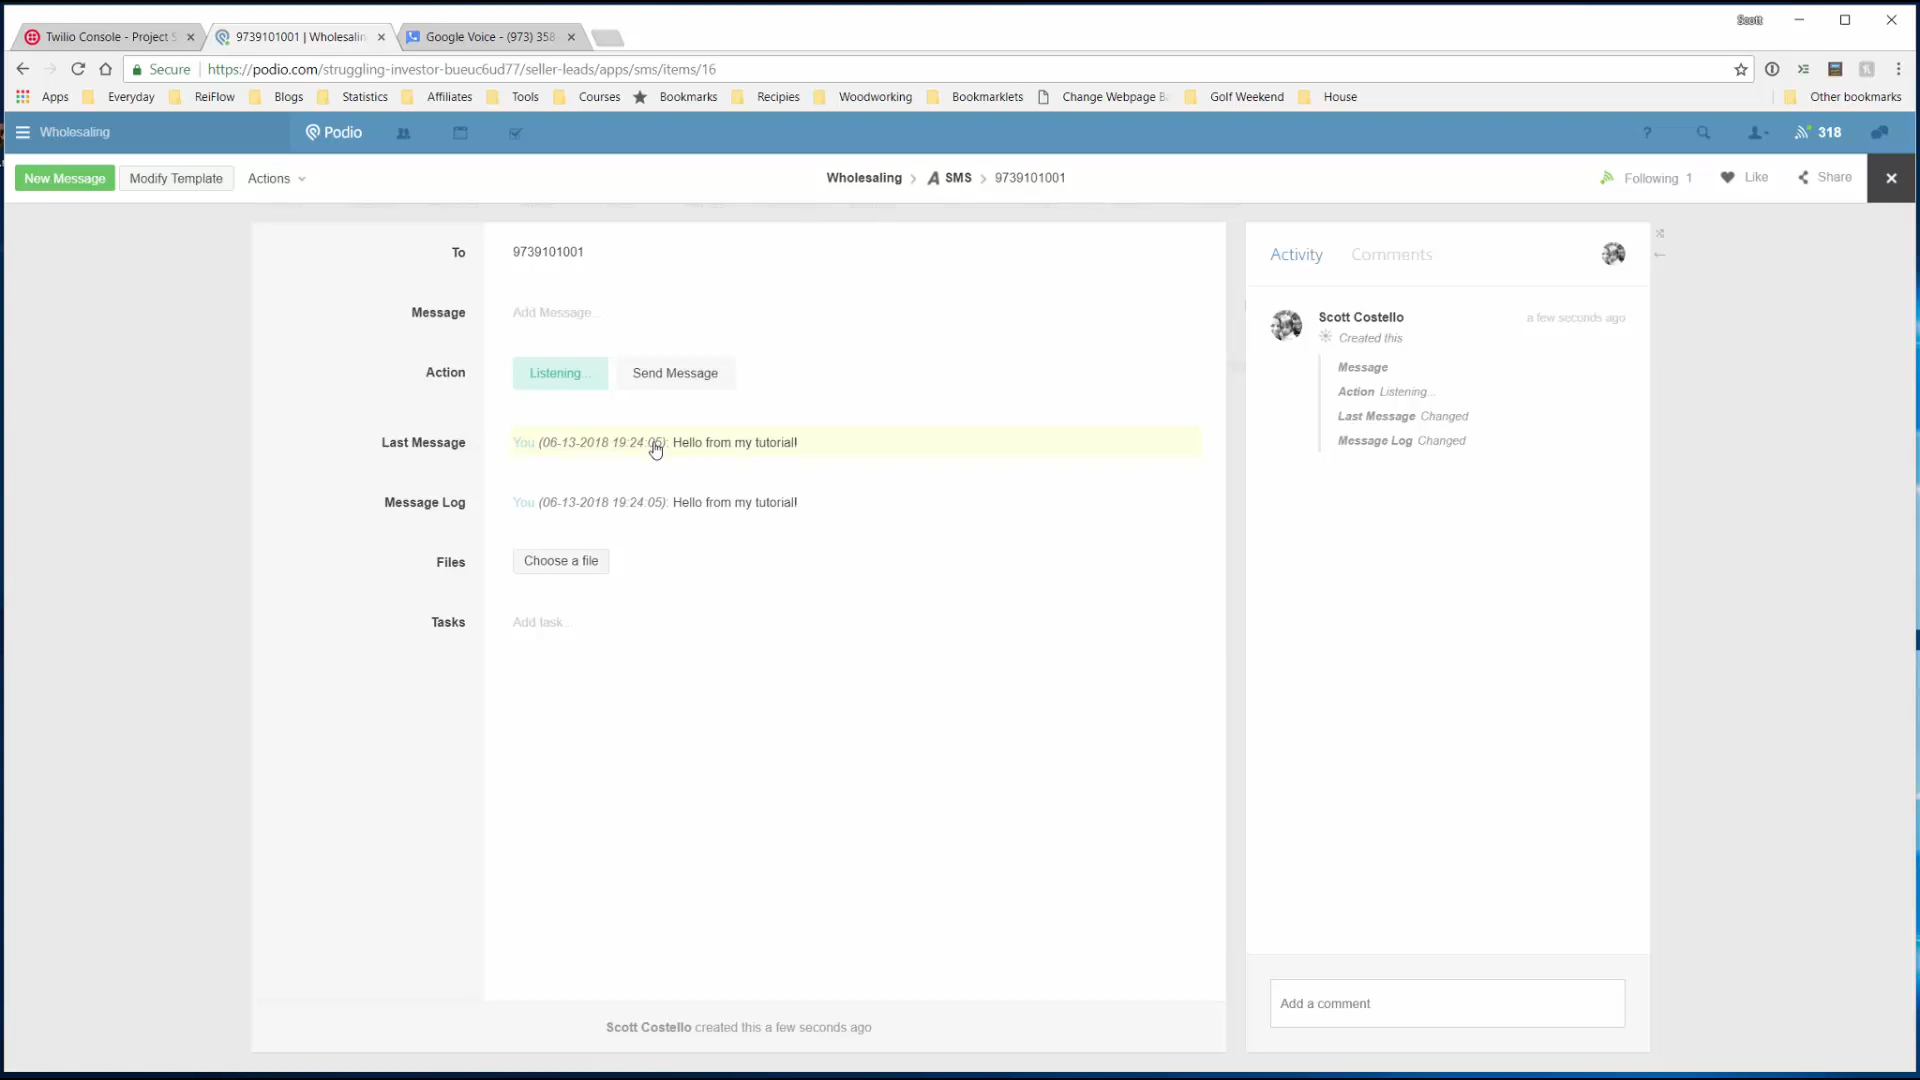 Scott
Twilio Console - Project S
9739101001 | Wholesalin
Google Voice - (973) 358
Secure
https://podio.com/struggling-investor-bueuc6ud77/seller-leads/apps/sms/items/16
Apps
Everyday
ReiFlow
Blogs
Statistics
Affiliates
Tools
Courses
Bookmarks
Recipies
Woodworking
Bookmarklets
Change Webpage Ba
Golf Weekend
House
Other bookmarks
Wholesaling
Podio
?
318
New Message
Modify Template
Actions
Wholesaling > SMS > 9739101001
Following 1
Like
Share
To
9739101001
Message
Add Message...
Action
Listening...
Send Message
Last Message
You (06-13-2018 19:24:05): Hello from my tutorial!
Message Log
You (06-13-2018 19:24:05): Hello from my tutorial!
Files
Choose a file
Tasks
Add task...
Scott Costello created this a few seconds ago
Activity
Comments
Scott Costello
a few seconds ago
Created this
Message
Action Listening...
Last Message Changed
Message Log Changed
Add a comment